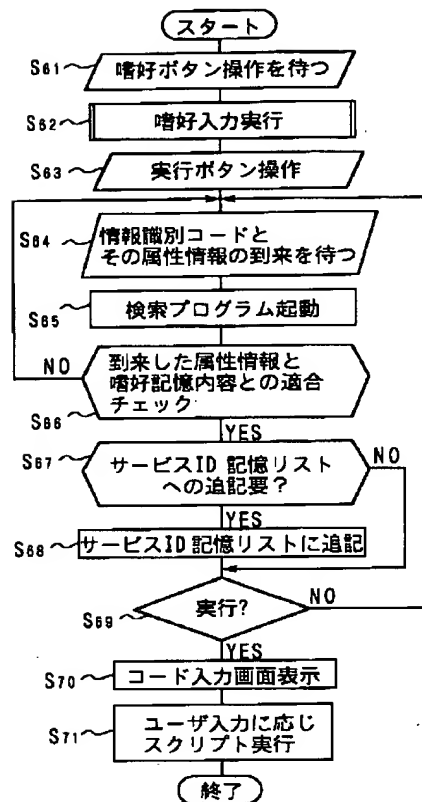 スタート
S61
嗜好ボタン操作を待つ
S62
嗜好入力実行
S63
実行ボタン操作
S64
情報識別コードと
その属性情報の到来を待つ
S65
検索プログラム起動
NO
到来した属性情報と
嗜好記憶内容との適合
チェック
S66
YES
S67
サービスID 記憶リスト
への追記要?
NO
YES
S68
サービスID 記憶リストに追記
実行?
NO
S69
YES
S70
コード入力画面表示
S71
ユーザ入力に応じ
スクリプト実行
終了